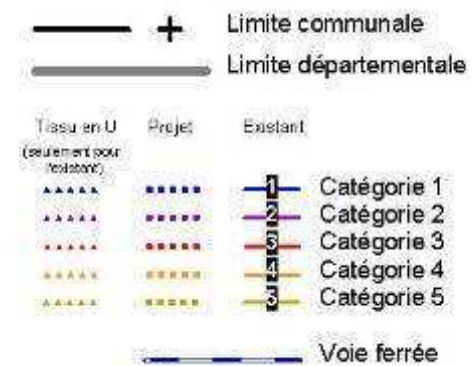 Limite communale
Limite départementale
Tissu en U Projet Existant
(seulement pour
l'existant)
1 Catégorie 1
2 Catégorie 2
3 Catégorie 3
4 Catégorie 4
5 Catégorie 5
Voie ferrée